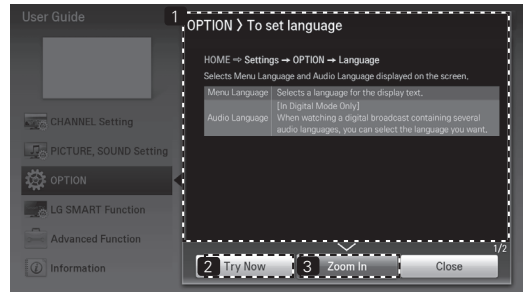 User Guide
1
OPTION > To set language
HOME ⇨ Settings → OPTION → Language
Selects Menu Language and Audio Language displayed on the screen.
Menu Language Selects a language for the display text.
Audio Language [In Digital Mode Only]
When watching a digital broadcast containing several
audio languages, you can select the language you want.
CHANNEL Setting
PICTURE, SOUND Setting
OPTION
LG SMART Function
Advanced Function
Information
1/2
2 Try Now
3 Zoom In
Close